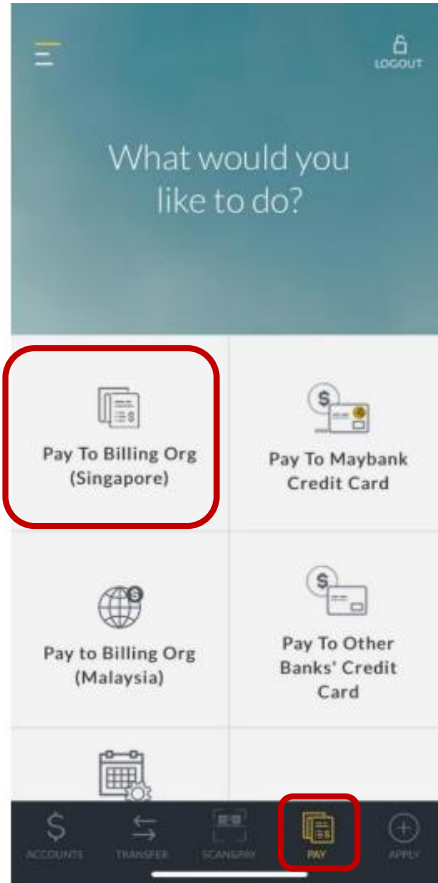 LOGOUT
What would you
like to do?
Pay To Billing Org
(Singapore)
Pay To Maybank
Credit Card
Pay to Billing Org
(Malaysia)
Pay To Other
Banks' Credit
Card
ACCOUNTS TRANSFER SCAN&PAY PAY APPLY